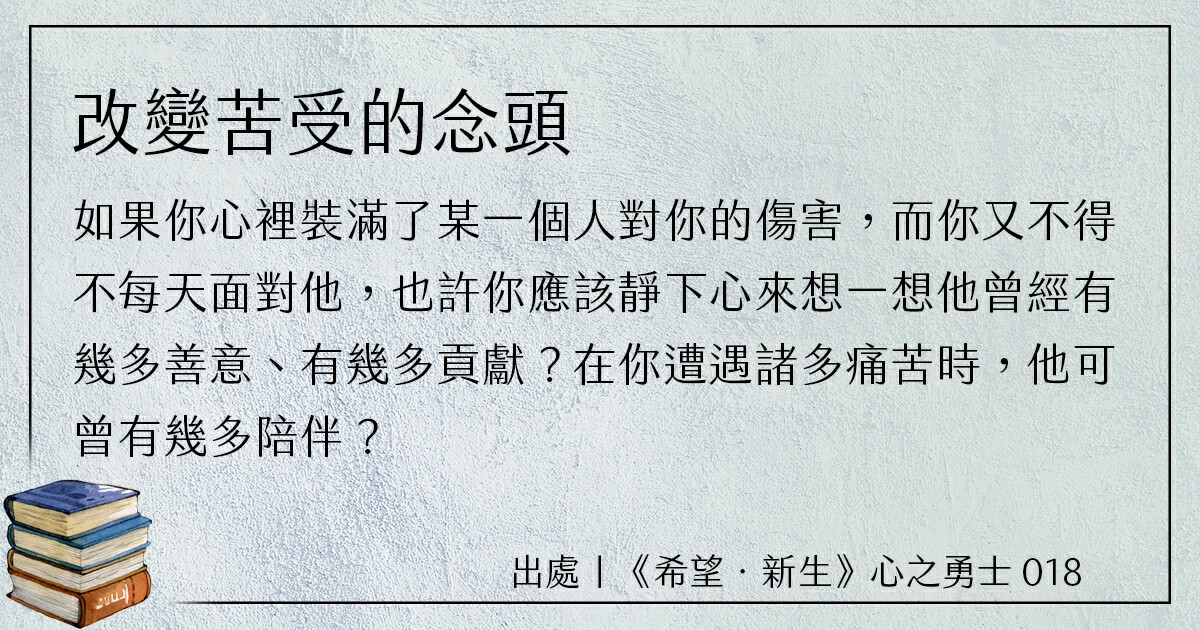 改變苦受的念頭
如果你心裡裝滿了某一個人對你的傷害，而你又不得
不每天面對他，也許你應該靜下心來想一想他曾經有
幾多善意、有幾多貢獻？在你遭遇諸多痛苦時，他可
曾有幾多陪伴？
出處｜《希望．新生》心之勇士 018